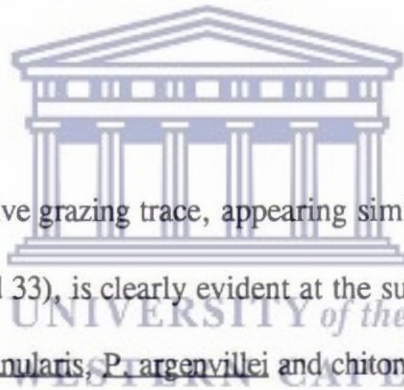 ve grazing trace, appearing sim
33), is clearly evident at the su
UNIVERSITY of the
nularis, P. argenvillei and chiton
WESTERN CA